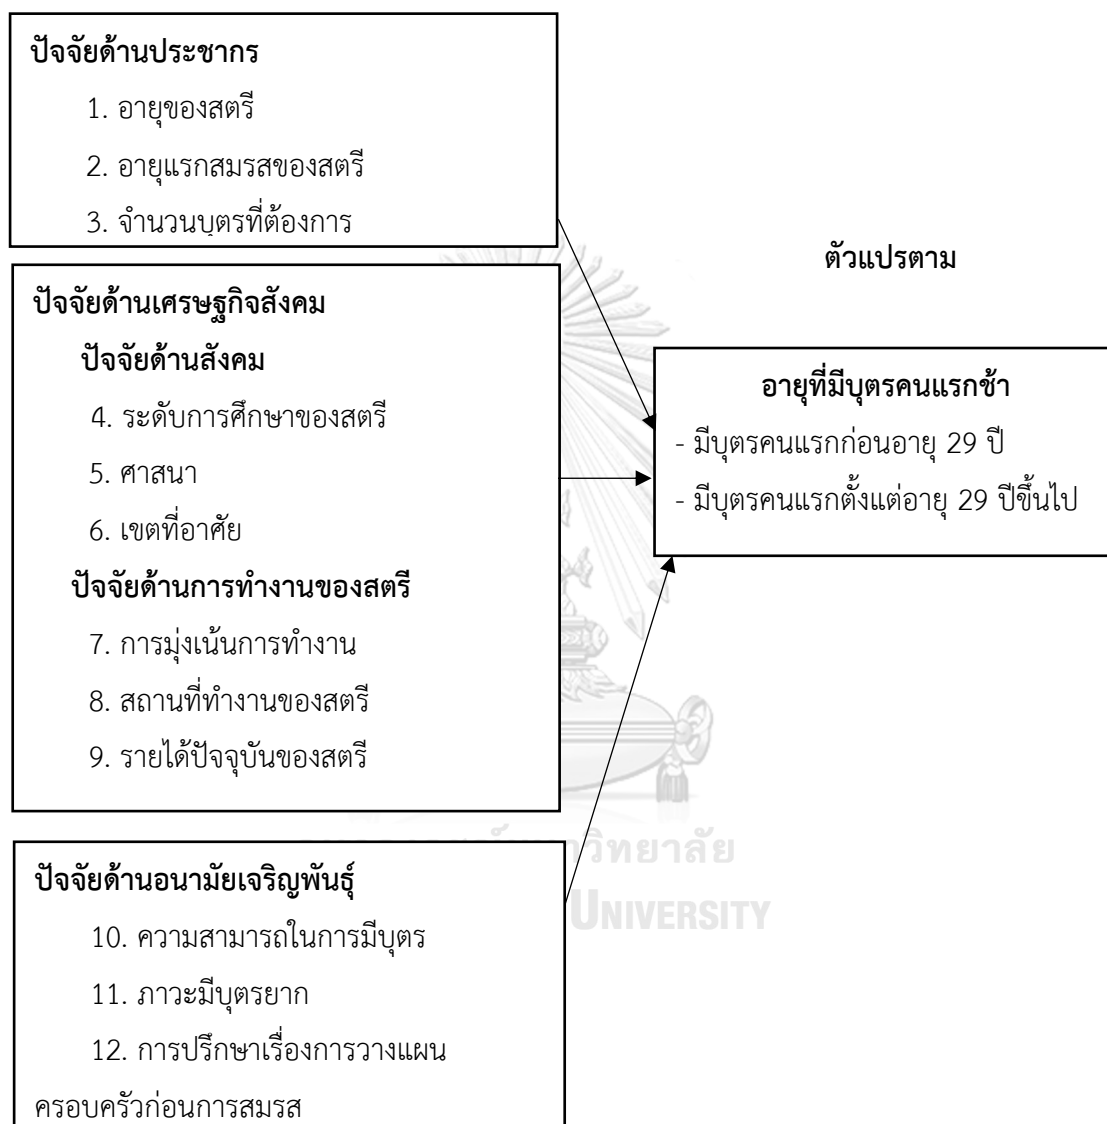 ปัจจัยด้านประชากร
1. อายุของสตรี
2. อายุแรกสมรสของสตรี
3. จำนวนบุตรที่ต้องการ
ปัจจัยด้านเศรษฐกิจสังคม
ปัจจัยด้านสังคม
4. ระดับการศึกษาของสตรี
5. ศาสนา
6. เขตที่อาศัย
ปัจจัยด้านการทำงานของสตรี
7. การมุ่งเน้นการทำงาน
8. สถานที่ทำงานของสตรี
9. รายได้ปัจจุบันของสตรี
ปัจจัยด้านอนามัยเจริญพันธุ์
10. ความสามารถในการมีบุตร
11. ภาวะมีบุตรยาก
12. การปรึกษาเรื่องการวางแผน
ครอบครัวก่อนการสมรส
ตัวแปรตาม
อายุที่มีบุตรคนแรกช้า
- มีบุตรคนแรกก่อนอายุ 29 ปี
- มีบุตรคนแรกตั้งแต่อายุ 29 ปีขึ้นไป
UNIVERSITY